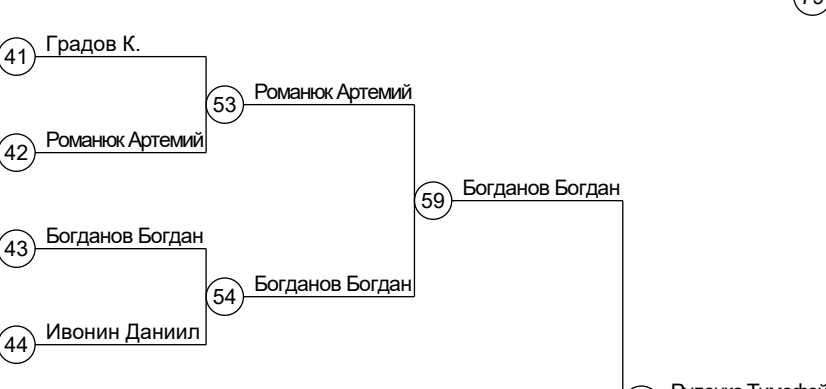 41 Градов К.
53 Романюк Артемий
42 Романюк Артемий
59 Богданов Богдан
43 Богданов Богдан
54 Богданов Богдан
44 Ивонин Даниил